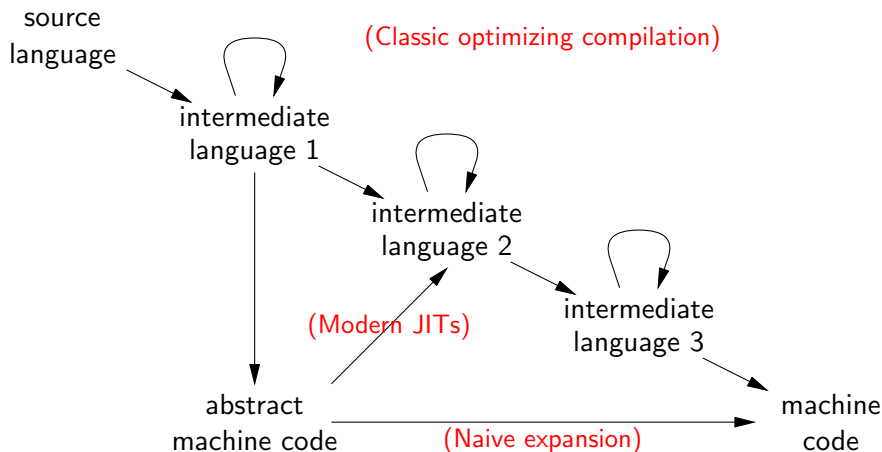 source
language
(Classic optimizing compilation)
intermediate
language 1
intermediate
language 2
intermediate
language 3
(Modern JITs)
abstract
machine code
(Naive expansion)
machine
code